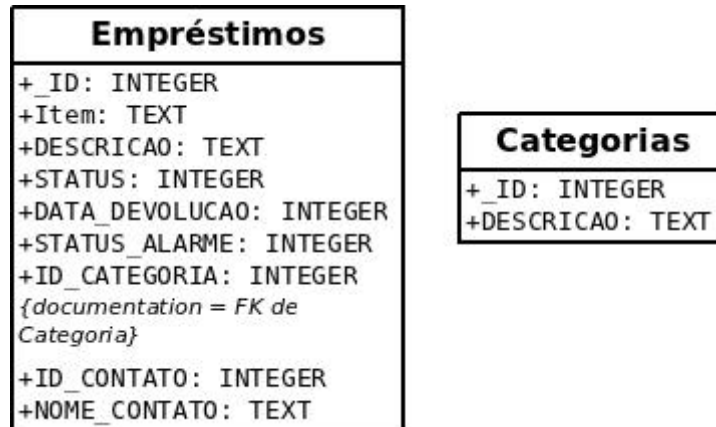 Empréstimos
+_ID: INTEGER
+Item: TEXT
+DESCRICAO: TEXT
+STATUS: INTEGER
+DATA_DEVOLUCAO: INTEGER
+STATUS_ALARME: INTEGER
+ID_CATEGORIA: INTEGER
{documentation = FK de
Categoria}
+ID_CONTATO: INTEGER
+NOME_CONTATO: TEXT
Categorias
+_ID: INTEGER
+DESCRICAO: TEXT